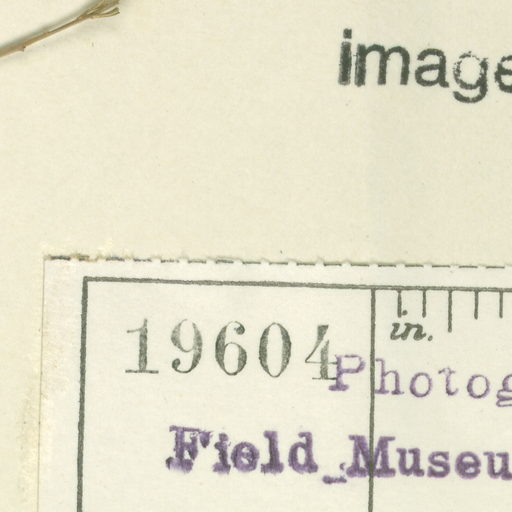 image
in.
19604
Photog
Field Museu